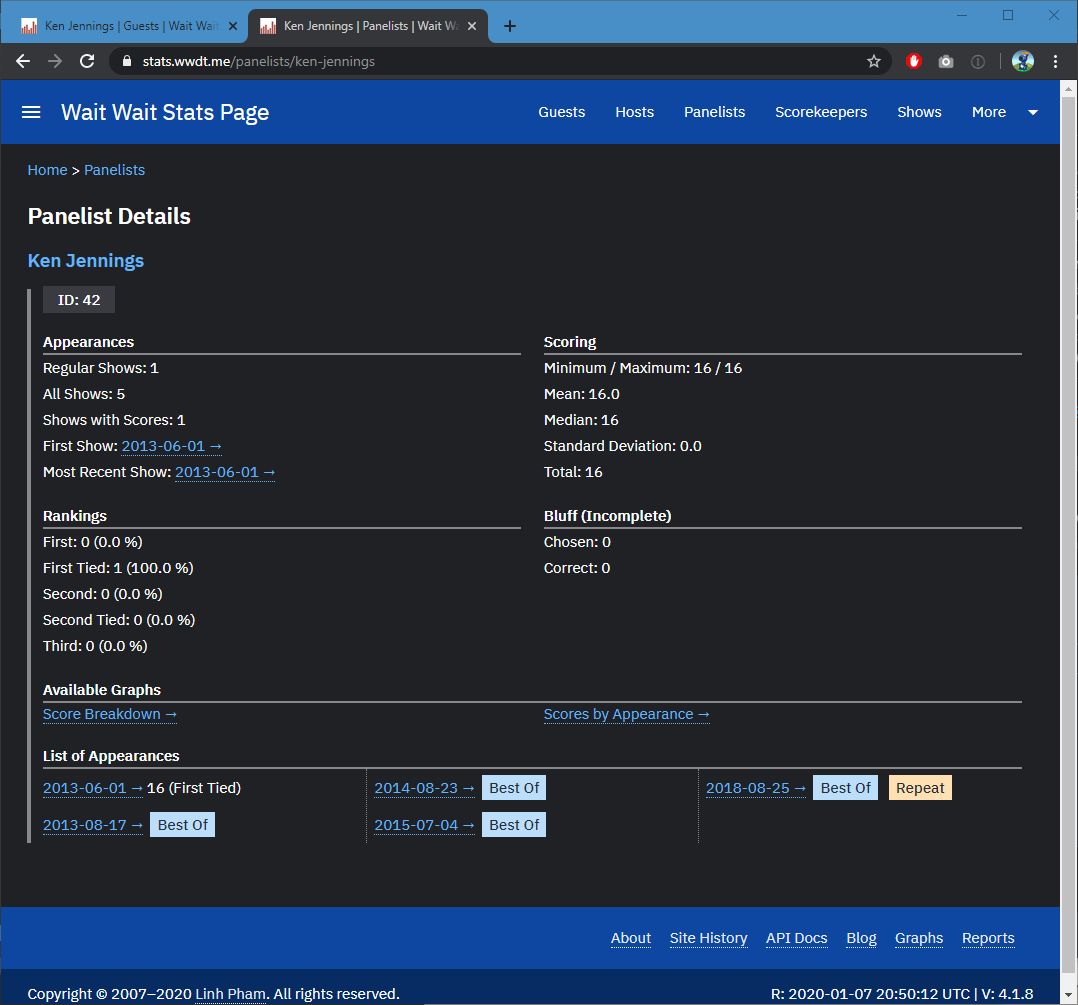 Ken Jennings | Guests | Wait Wait
Ken Jennings | Panelists | Wait W
stats.wwdt.me/panelists/ken-jennings
Wait Wait Stats Page
Guests Hosts Panelists Scorekeepers Shows More
Home > Panelists
Panelist Details
Ken Jennings
ID: 42
Appearances
Regular Shows: 1
All Shows: 5
Shows with Scores: 1
First Show: 2013-06-01 →
Most Recent Show: 2013-06-01 →
Scoring
Minimum / Maximum: 16 / 16
Mean: 16.0
Median: 16
Standard Deviation: 0.0
Total: 16
Rankings
First: 0 (0.0 %)
First Tied: 1 (100.0 %)
Second: 0 (0.0 %)
Second Tied: 0 (0.0 %)
Third: 0 (0.0 %)
Bluff (Incomplete)
Chosen: 0
Correct: 0
Available Graphs
Score Breakdown →
Scores by Appearance →
List of Appearances
2013-06-01 → 16 (First Tied)
2013-08-17 → Best Of
2014-08-23 → Best Of
2015-07-04 → Best Of
2018-08-25 → Best Of Repeat
About Site History API Docs Blog Graphs Reports
Copyright © 2007–2020 Linh Pham. All rights reserved.
R: 2020-01-07 20:50:12 UTC | V: 4.1.8